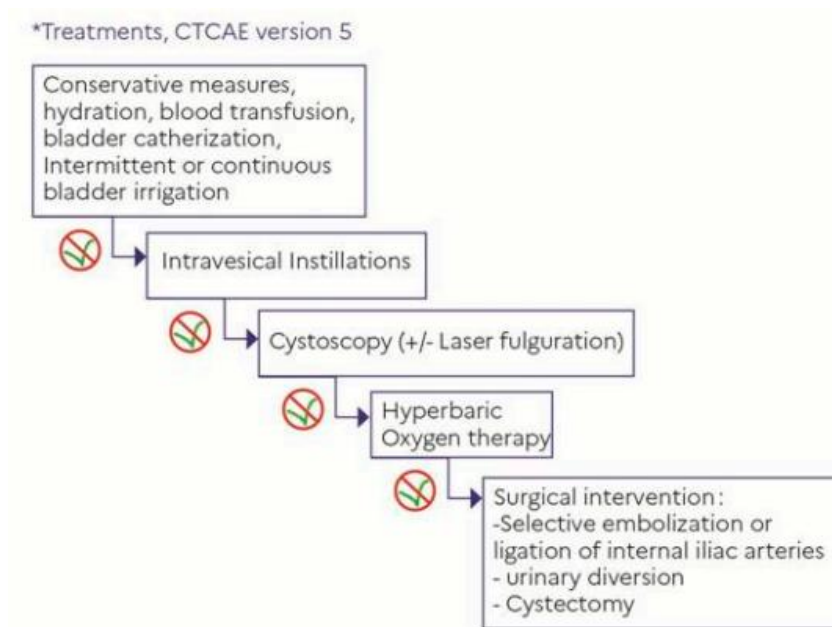 *Treatments, CTCAE version 5
Conservative measures,
hydration, blood transfusion,
bladder catherization,
Intermittent or continuous
bladder irrigation
Intravesical Instillations
Cystoscopy (+/- Laser fulguration)
Hyperbaric
Oxygen therapy
Surgical intervention:
-Selective embolization or
ligation of internal iliac arteries
- urinary diversion
- Cystectomy